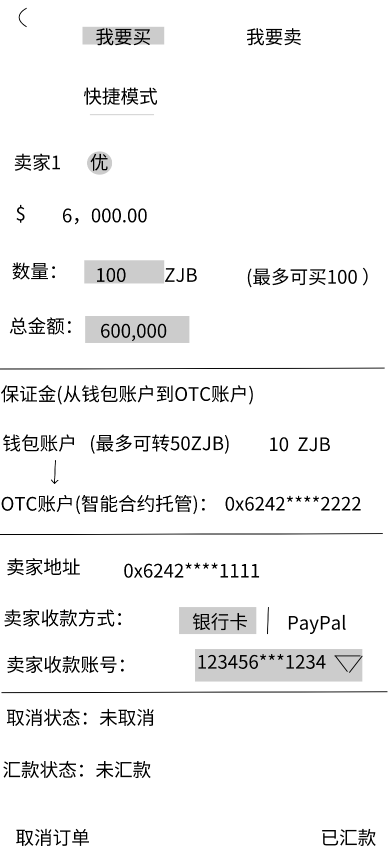 我要买 我要卖
快捷模式
卖家1 优
$ 6，000.00
数量： 100 ZJB (最多可买100 ）
总金额： 600,000
保证金(从钱包账户到OTC账户)
钱包账户 (最多可转50ZJB) 10 ZJB
OTC账户(智能合约托管)： 0x6242****2222
卖家地址 0x6242****1111
卖家收款方式： 银行卡 PayPal
卖家收款账号： 123456***1234
取消状态：未取消
汇款状态：未汇款
取消订单 已汇款